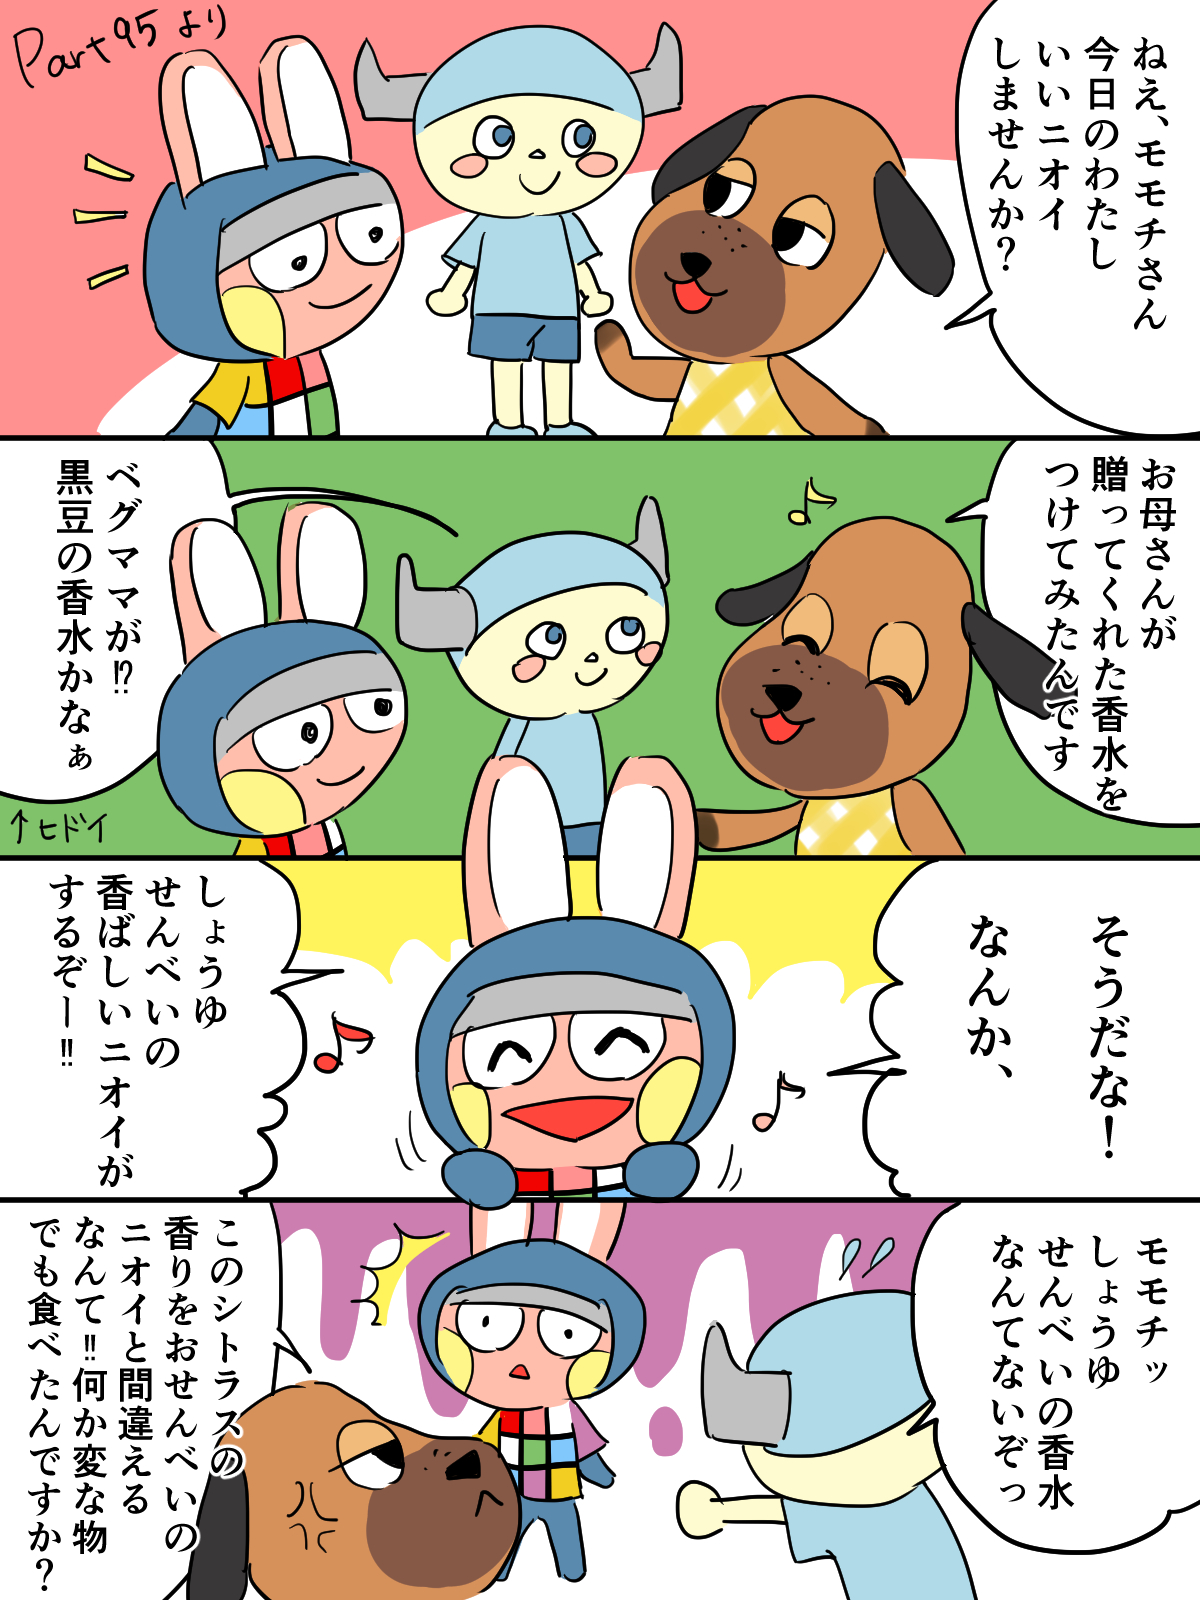 Part95より
ねえ、モモチさん
今日のわたし
いいニオイ
しませんか?
お母さんが
贈ってくれた香水を
つけてみたんです
ベグママが!?
黒豆の香水かなぁ
↑ヒドイ
そうだな!
なんか、
しょうゆ
せんべいの
香ばしいニオイが
するぞー!!
モモチッ
しょうゆ
せんべいの香水
なんてないぞっ
このシトラスの
香りをおせんべいの
ニオイと間違える
なんて!!何か変な物
でも食べたんですか?